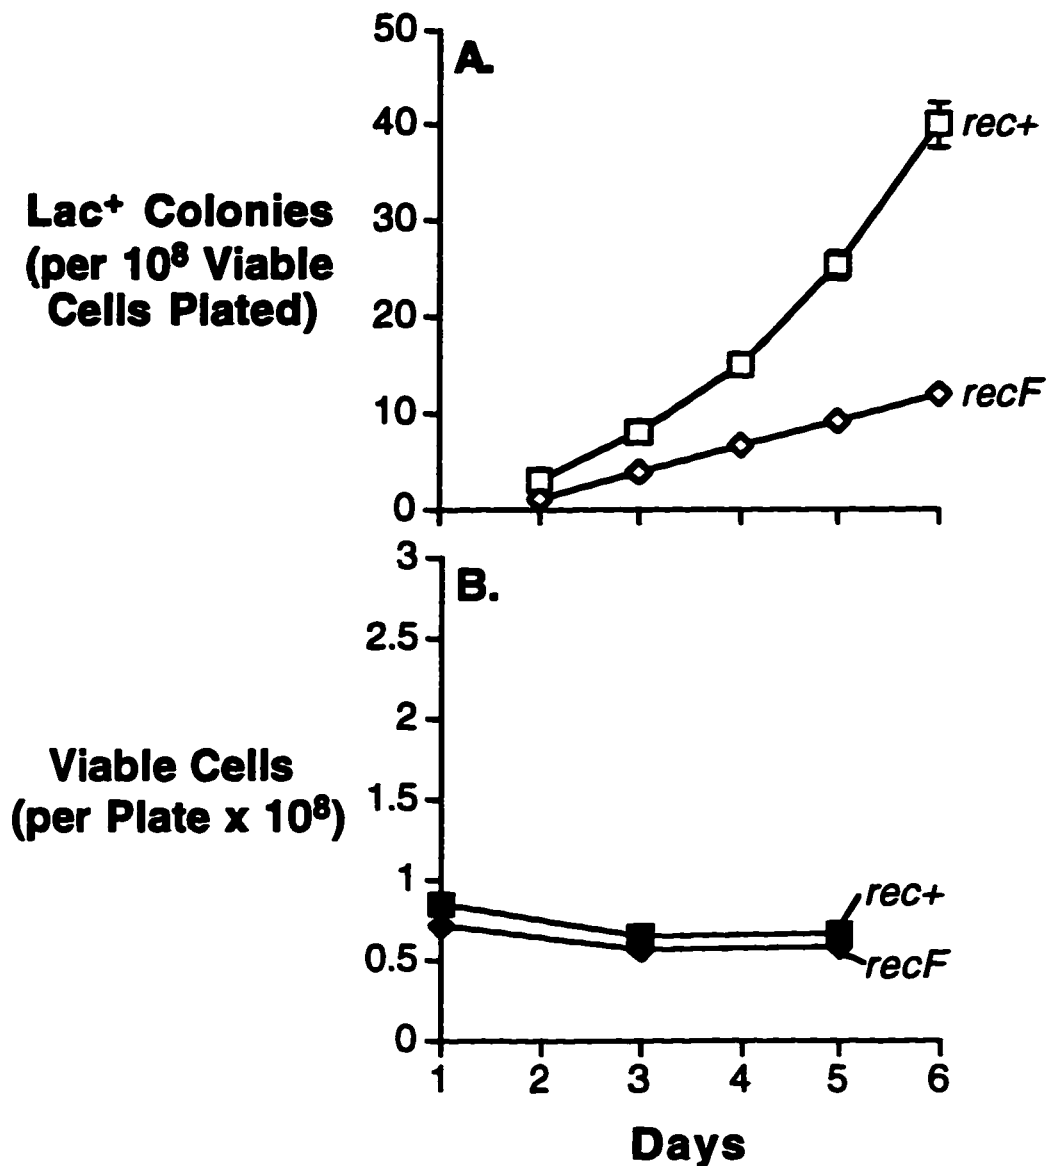 50
A.
40
rec+
30
Lac⁺ Colonies
(per 10⁸ Viable
Cells Plated)
20
10
recF
0
3
B.
2.5
2
Viable Cells
(per Plate x 10⁸)
1.5
1
rec+
0.5
recF
0
1 2 3 4 5 6
Days